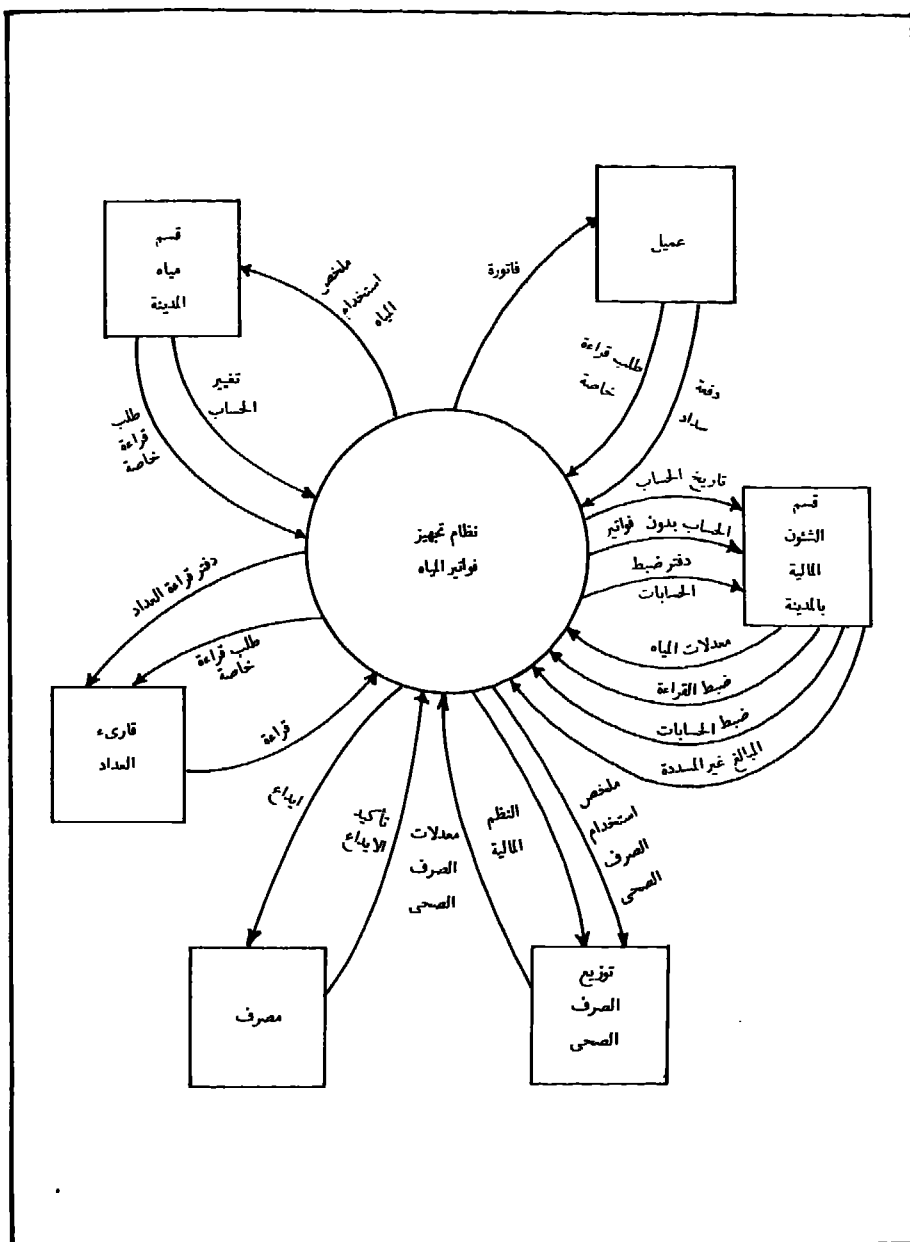 عميل
قسم
مياه
المدينة
فاتورة
ملخص
استخدام
المياه
طلب قراءة
خاصة
دفعة
سداد
تغيير
الحساب
طلب
قراءة
خاصة
تاريخ الحساب
الحساب بدون فواتير
دفتر ضبط
الحسابات
قسم
الشئون
المالية
بالمدينة
نظام تجهيز
فواتير المياه
دفتر قراءة العداد
طلب قراءة
خاصة
معدلات المياه
ضبط القراءة
ضبط الحسابات
المبالغ غير المسددة
قارىء
العداد
قراءة
ايداع
تأكيد
الايداع
معدلات
الصرف
الصحى
النظم
المالية
ملخص
استخدام
الصرف
الصحى
مصرف
توزيع
الصرف
الصحى